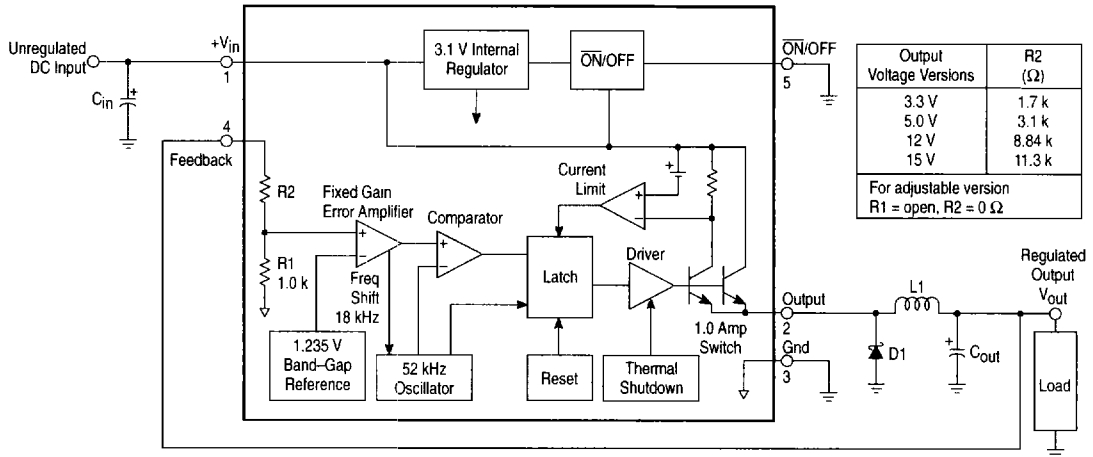 Unregulated
DC Input
Cin
+
+Vin
1
4
Feedback
R2
R1
1.0 k
3.1 V Internal
Regulator
ON/OFF
ON/OFF
5
Current
Limit
+
+
–
Fixed Gain
Error Amplifier
+
–
Freq
Shift
18 kHz
Comparator
+
–
Latch
Driver
1.0 Amp
Switch
1.235 V
Band–Gap
Reference
52 kHz
Oscillator
Reset
Thermal
Shutdown
Output
2
Gnd
3
L1
D1
+
Cout
Regulated
Output
Vout
Load
Output
Voltage Versions
R2
(Ω)
3.3 V 1.7 k
5.0 V 3.1 k
12 V 8.84 k
15 V 11.3 k
For adjustable version
R1 = open, R2 = 0 Ω